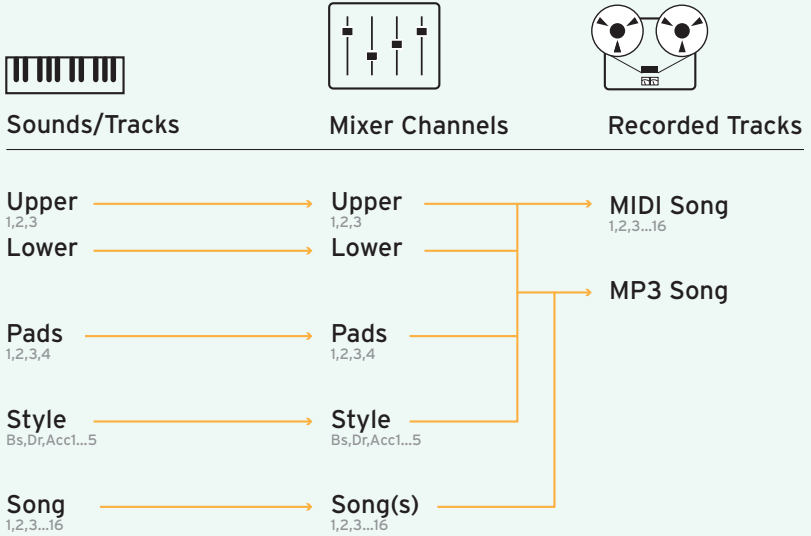 Sounds/Tracks
Mixer Channels
Recorded Tracks
Upper
1,2,3
Upper
1,2,3
MIDI Song
1,2,3...16
Lower
Lower
MP3 Song
Pads
1,2,3,4
Pads
1,2,3,4
Style
Bs,Dr,Acc1...5
Style
Bs,Dr,Acc1...5
Song
1,2,3...16
Song(s)
1,2,3...16